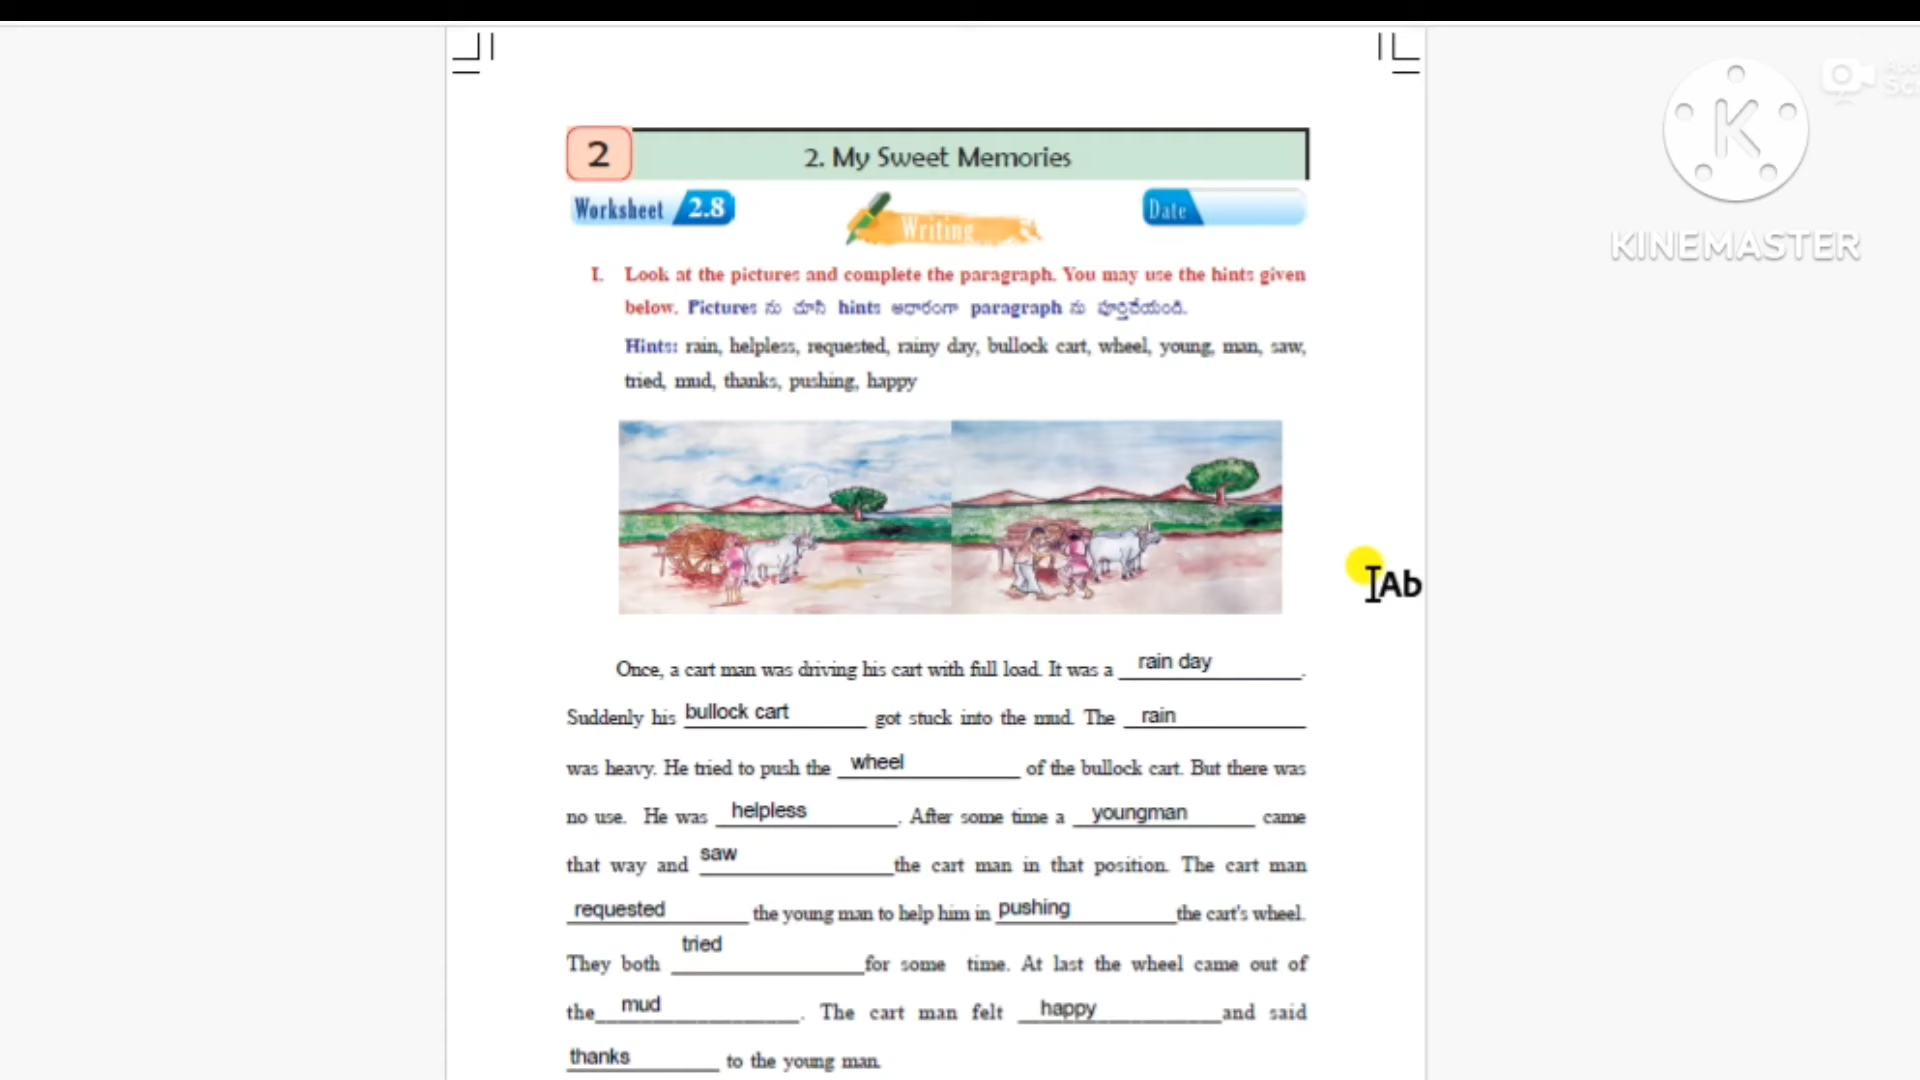 2
2. My Sweet Memories
Worksheet 2.8
Writing
Date
KINEMASTER
I. Look at the pictures and complete the paragraph. You may use the hints given
below. Pictures ను చూసి hints ఆధారంగా paragraph ను పూర్తిచేయండి.
Hints: rain, helpless, requested, rainy day, bullock cart, wheel, young, man, saw,
tried, mud, thanks, pushing, happy
Ab
Once, a cart man was driving his cart with full load. It was a rain day.
Suddenly his bullock cart got stuck into the mud. The rain
was heavy. He tried to push the wheel of the bullock cart. But there was
no use. He was helpless. After some time a youngman came
that way and saw the cart man in that position. The cart man
requested the young man to help him in pushing the cart's wheel.
They both tried for some time. At last the wheel came out of
the mud. The cart man felt happy and said
thanks to the young man.